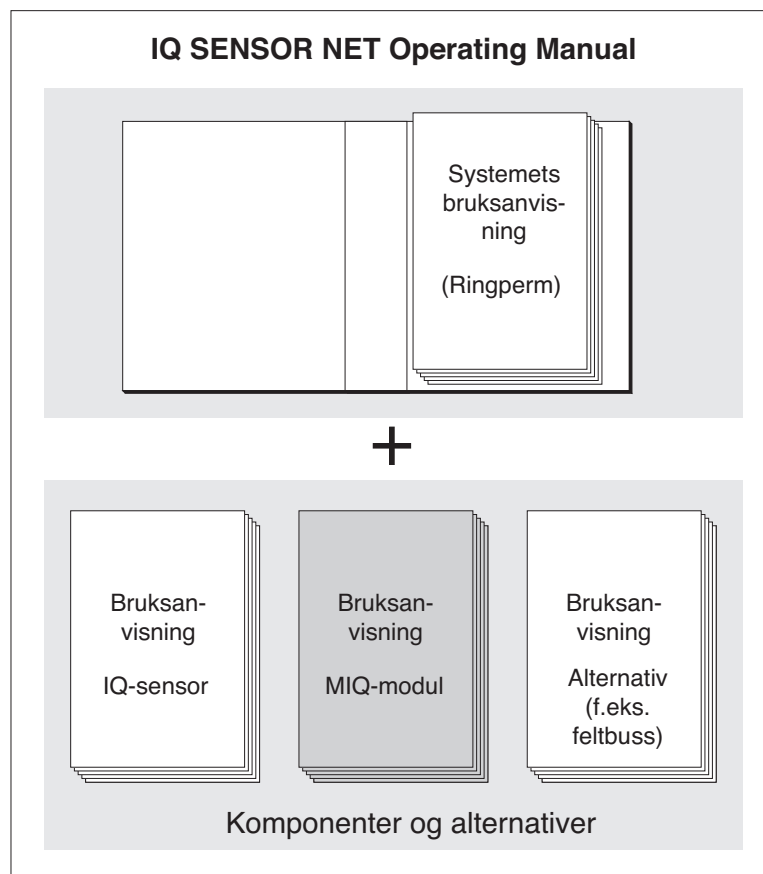 IQ SENSOR NET Operating Manual
Systemets
bruksanvis-
ning
(Ringperm)
+
Bruksan-
visning
IQ-sensor
Bruksan-
visning
MIQ-modul
Bruksan-
visning
Alternativ
(f.eks.
feltbuss)
Komponenter og alternativer